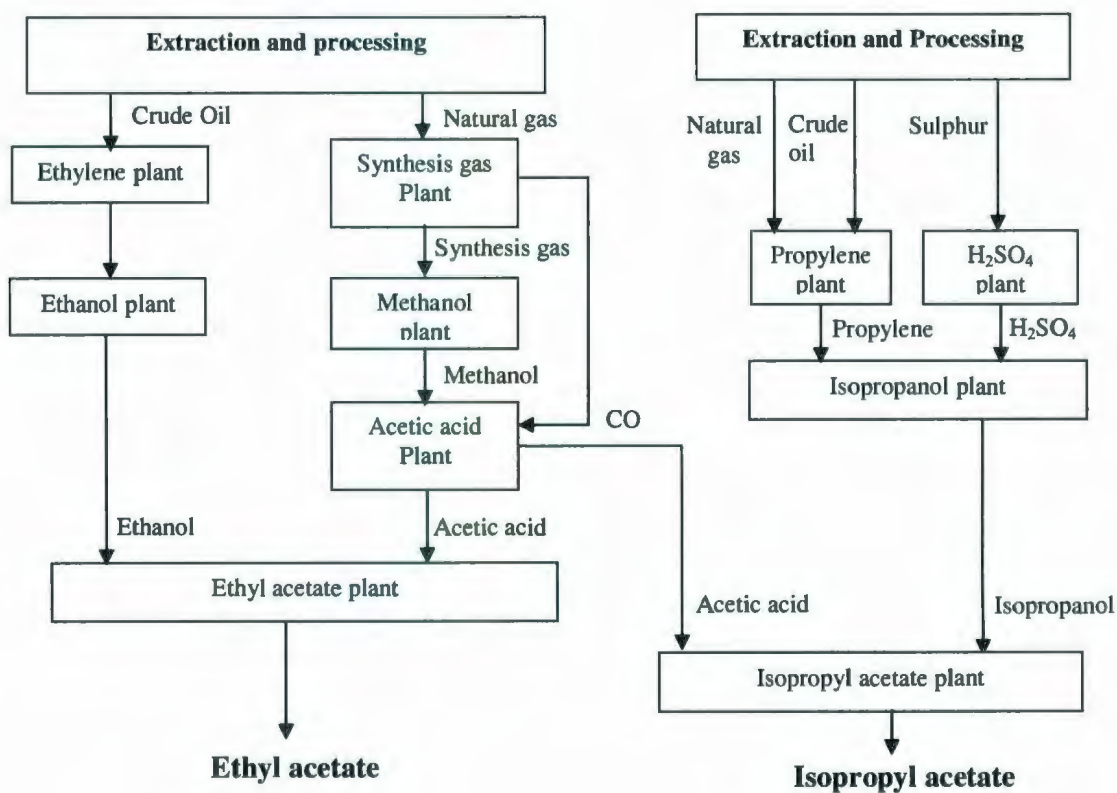 Extraction and processing
Extraction and Processing
Crude Oil
Natural gas
Natural
gas
Crude
oil
Sulphur
Ethylene plant
Synthesis gas
Plant
Synthesis gas
Propylene
plant
H₂SO₄
plant
Ethanol plant
Methanol
plant
Propylene
H₂SO₄
Methanol
Isopropanol plant
Acetic acid
Plant
CO
Ethanol
Acetic acid
Ethyl acetate plant
Acetic acid
Isopropanol
Isopropyl acetate plant
Ethyl acetate
Isopropyl acetate